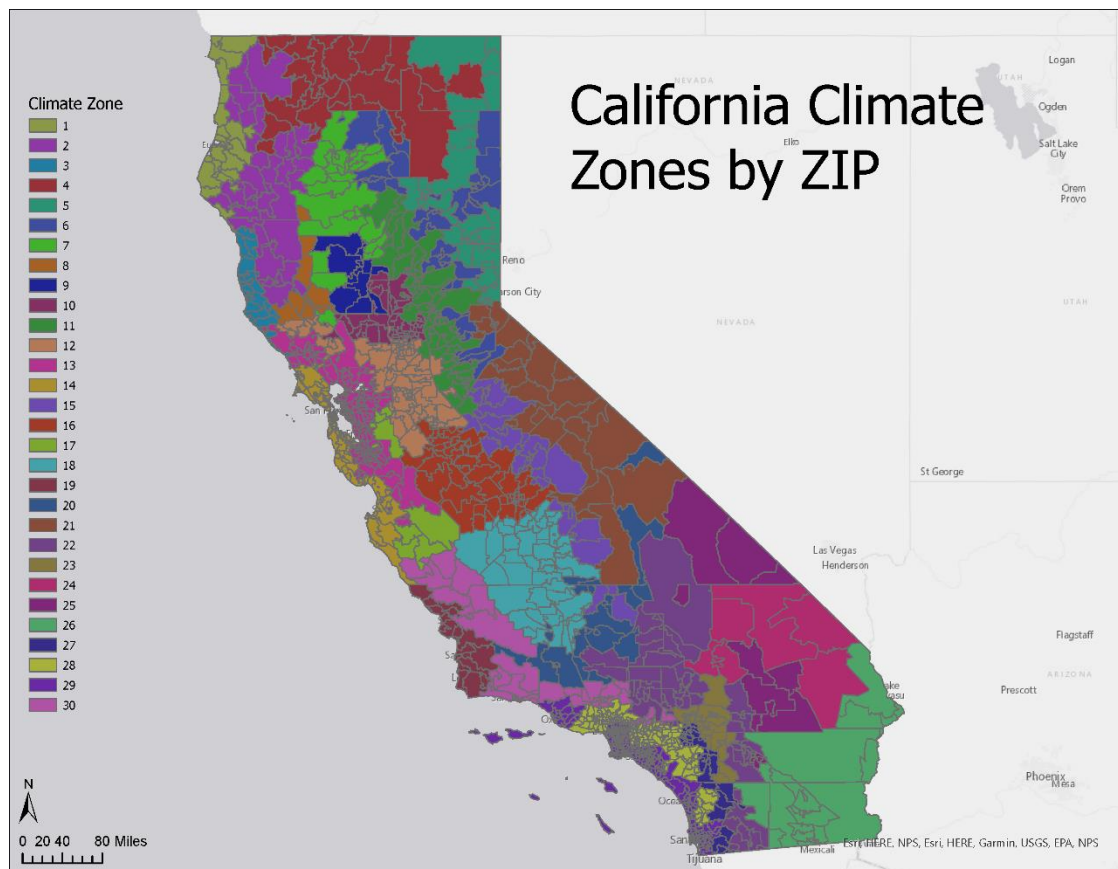 California Climate
Zones by ZIP
Climate Zone
1
2
3
4
5
6
7
8
9
10
11
12
13
14
15
16
17
18
19
20
21
22
23
24
25
26
27
28
29
30
NEVADA
UTAH
Logan
Ogden
Elko
Salt Lake
City
Orem
Provo
Reno
arson City
NEVADA
UTAH
St George
Las Vegas
Henderson
Flagstaff
ARIZONA
Prescott
Phoenix
Mesa
Mexicali
Tijuana
N
0 20 40 80 Miles
Esri, HERE, NPS, Esri, HERE, Garmin, USGS, EPA, NPS